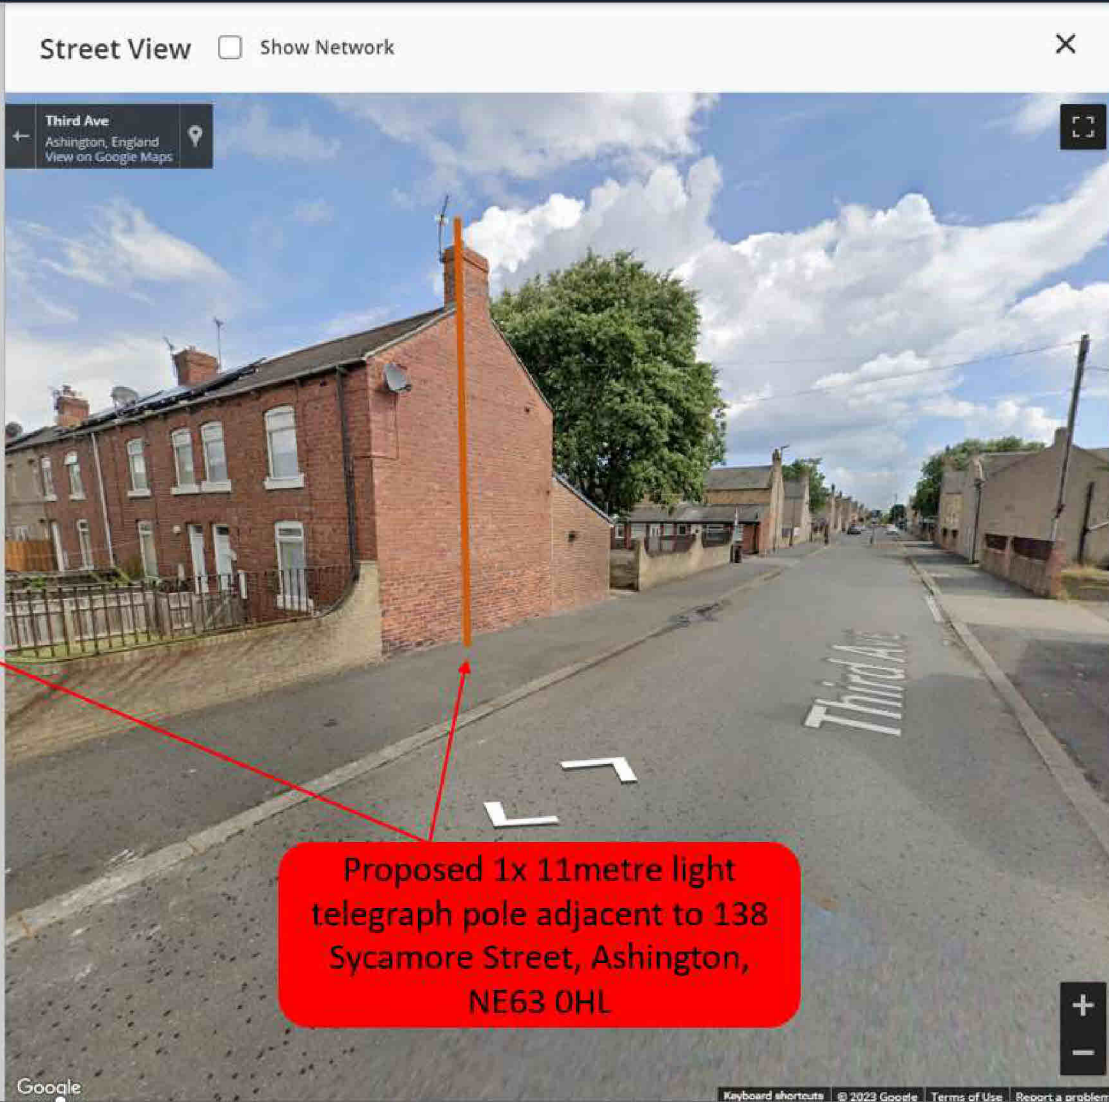 Street View
Show Network
Third Ave
Ashington, England
View on Google Maps
Third Ave
Proposed 1x 11metre light
telegraph pole adjacent to 138
Sycamore Street, Ashington,
NE63 0HL
Google
Keyboard shortcuts
© 2023 Google
Terms of Use
Report a problem